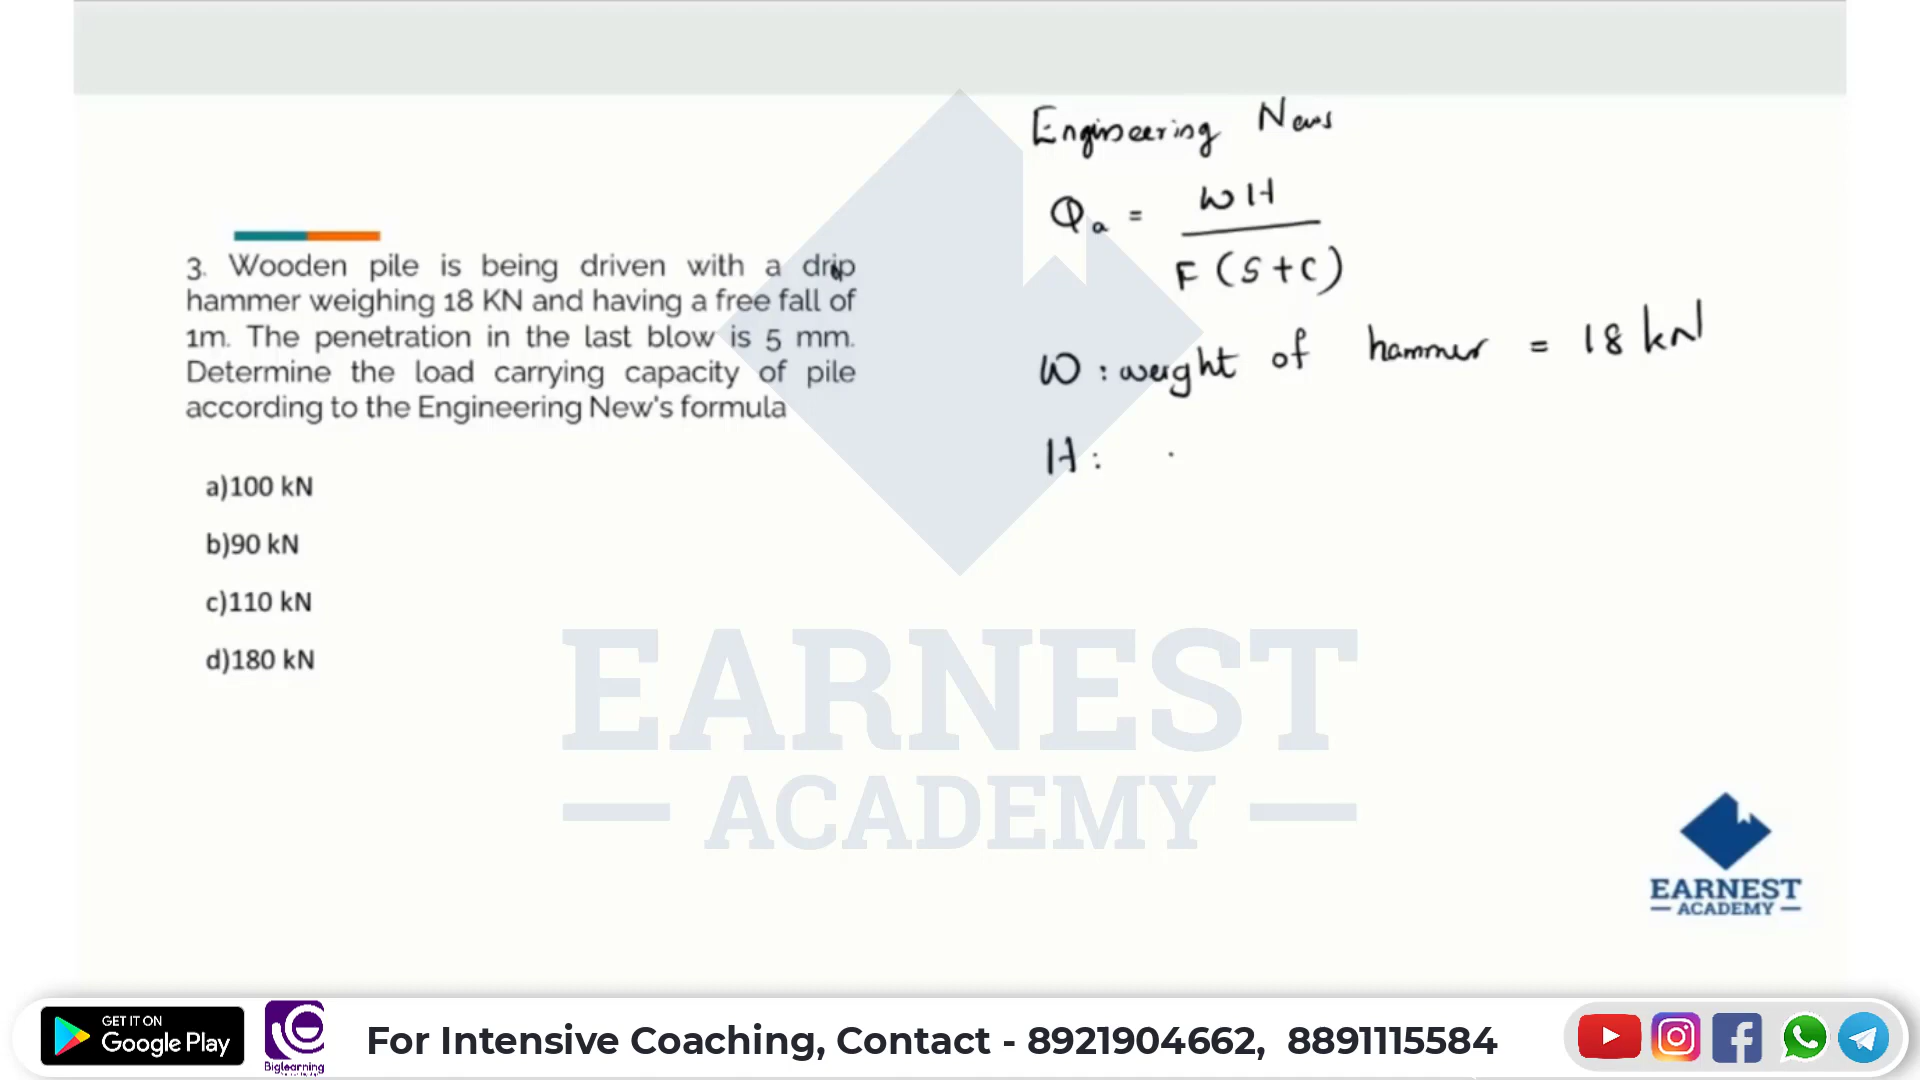 Engineering News
Qa = WH
F (S+C)
3. Wooden pile is being driven with a drip
hammer weighing 18 KN and having a free fall of
1m. The penetration in the last blow is 5 mm.
Determine the load carrying capacity of pile
according to the Engineering New's formula
W : weight of hammer = 18 kN
H :
a)100 kN
b)90 kN
c)110 kN
d)180 kN
EARNEST
ACADEMY
EARNEST
ACADEMY
GET IT ON
Google Play
Biglearning
For Intensive Coaching, Contact - 8921904662, 8891115584